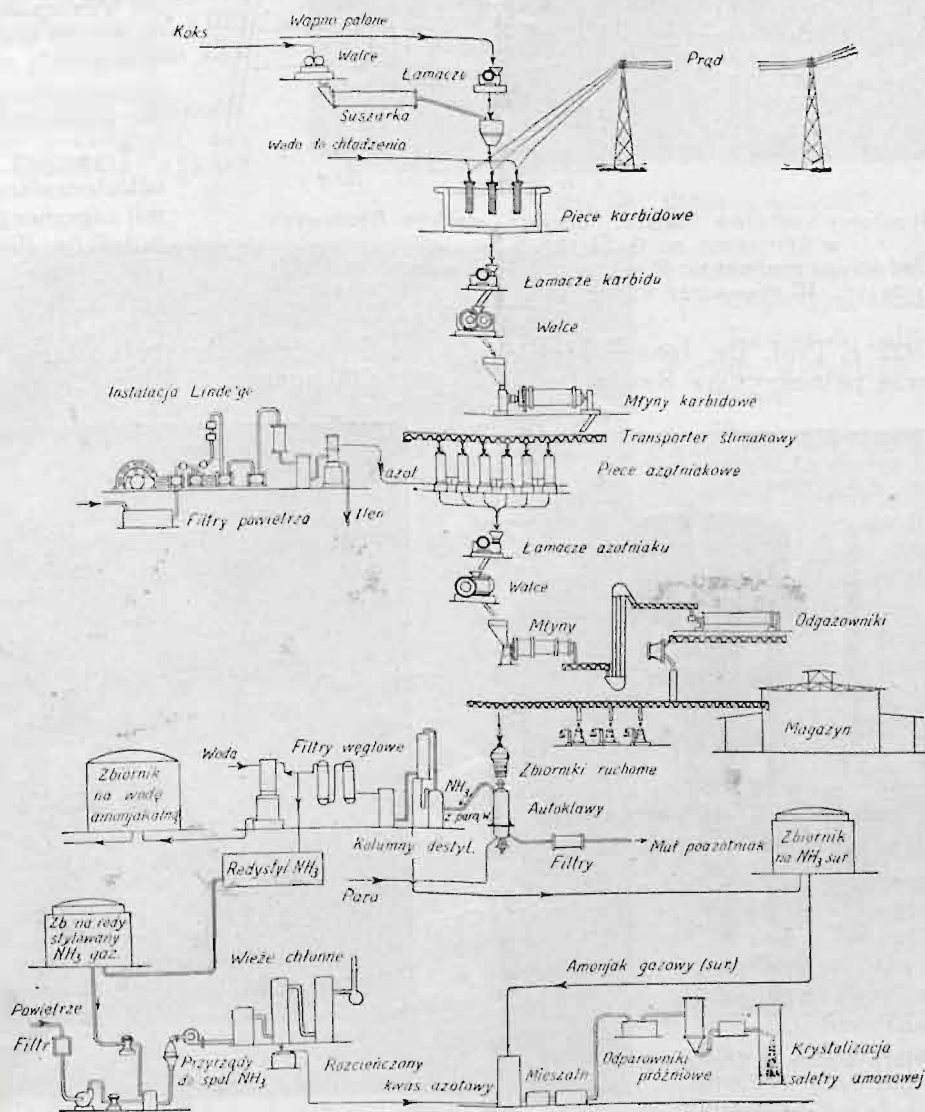 Koks
Wapno palone
Walce
Łamacze
Prąd
Suszarka
Woda do chłodzenia
Piece karbidowe
Łamacze karbidu
Walce
Młyny karbidowe
Instalacja Linde'go
Transporter ślimakowy
azot
Piece azotniakowe
Filtry powietrza
tlen
Łamacze azotniaku
Walce
Młyny
Odgazowniki
Magazyn
Zbiornik
na wodę
amonjakalną
Woda
Filtry węglowe
Zbiorniki ruchome
NH3
z parą w.
Autoklawy
Kolumny destyl.
Filtry
Muł poazotniak
Zbiornik
na NH3 sur
Redystyl NH3
Para
Zb. na redy
stylowany
NH3 gaz.
Wieże chłonne
Amonjak gazowy (sur)
Powietrze
Filtr
Przyrządy
do spal NH3
Rozcieńczony
kwas azotowy
Mieszaln
Odparowniki
próżniowe
Krystalizacja
saletry amonowej